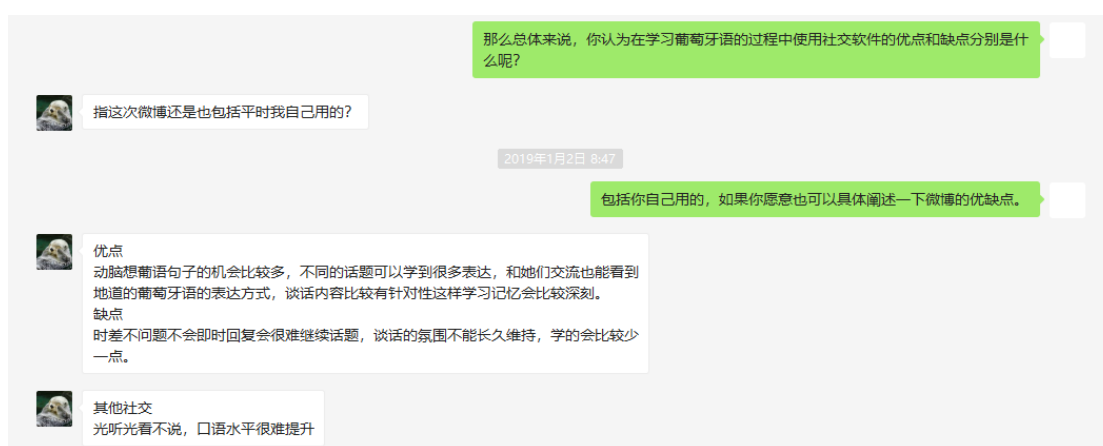 那么总体来说，你认为在学习葡萄牙语的过程中使用社交软件的优点和缺点分别是什
么呢？
指这次微博还是也包括平时我自己用的？
2019年1月2日 8:47
包括你自己用的，如果你愿意也可以具体阐述一下微博的优缺点。
优点
动脑想葡语句子的机会比较多，不同的话题可以学到很多表达，和她们交流也能看到
地道的葡萄牙语的表达方式，谈话内容比较有针对性这样学习记忆会比较深刻。
缺点
时差不问题不会即时回复会很难继续话题，谈话的氛围不能长久维持，学的会比较少
一点。
其他社交
光听光看不说，口语水平很难提升